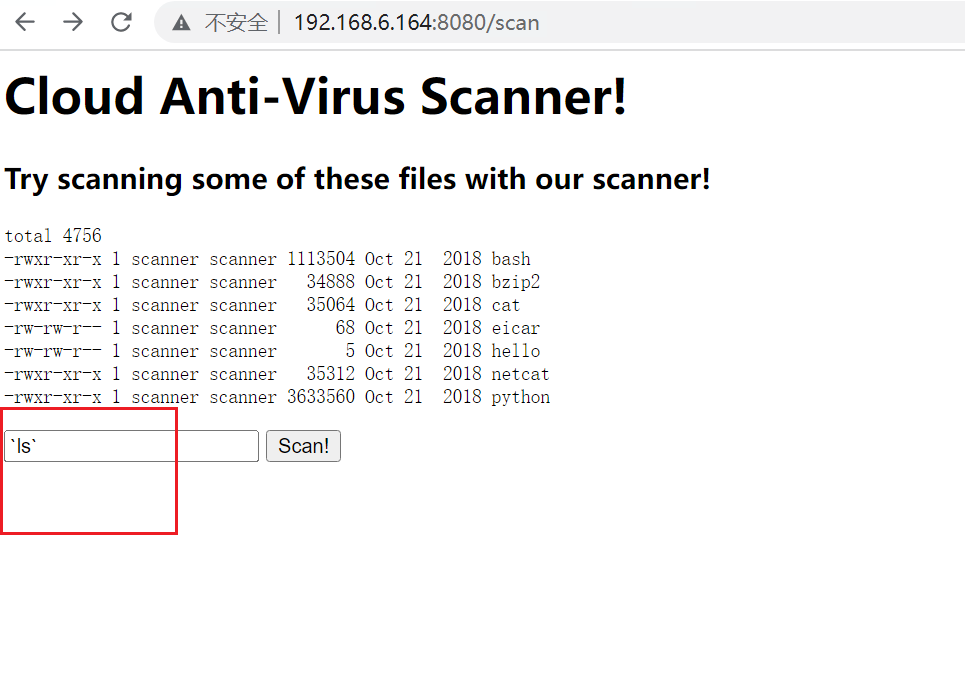 不安全 192.168.6.164:8080/scan
Cloud Anti-Virus Scanner!
Try scanning some of these files with our scanner!
total 4756
-rwxr-xr-x 1 scanner scanner 1113504 Oct 21  2018 bash
-rwxr-xr-x 1 scanner scanner   34888 Oct 21  2018 bzip2
-rwxr-xr-x 1 scanner scanner   35064 Oct 21  2018 cat
-rw-rw-r-- 1 scanner scanner      68 Oct 21  2018 eicar
-rw-rw-r-- 1 scanner scanner       5 Oct 21  2018 hello
-rwxr-xr-x 1 scanner scanner   35312 Oct 21  2018 netcat
-rwxr-xr-x 1 scanner scanner 3633560 Oct 21  2018 python
`ls` Scan!